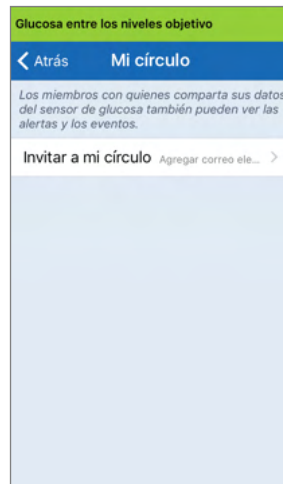 Glucosa entre los niveles objetivo
Atrás Mi círculo
Los miembros con quienes comparta sus datos
del sensor de glucosa también pueden ver las
alertas y los eventos.
Invitar a mi círculo Agregar correo ele...